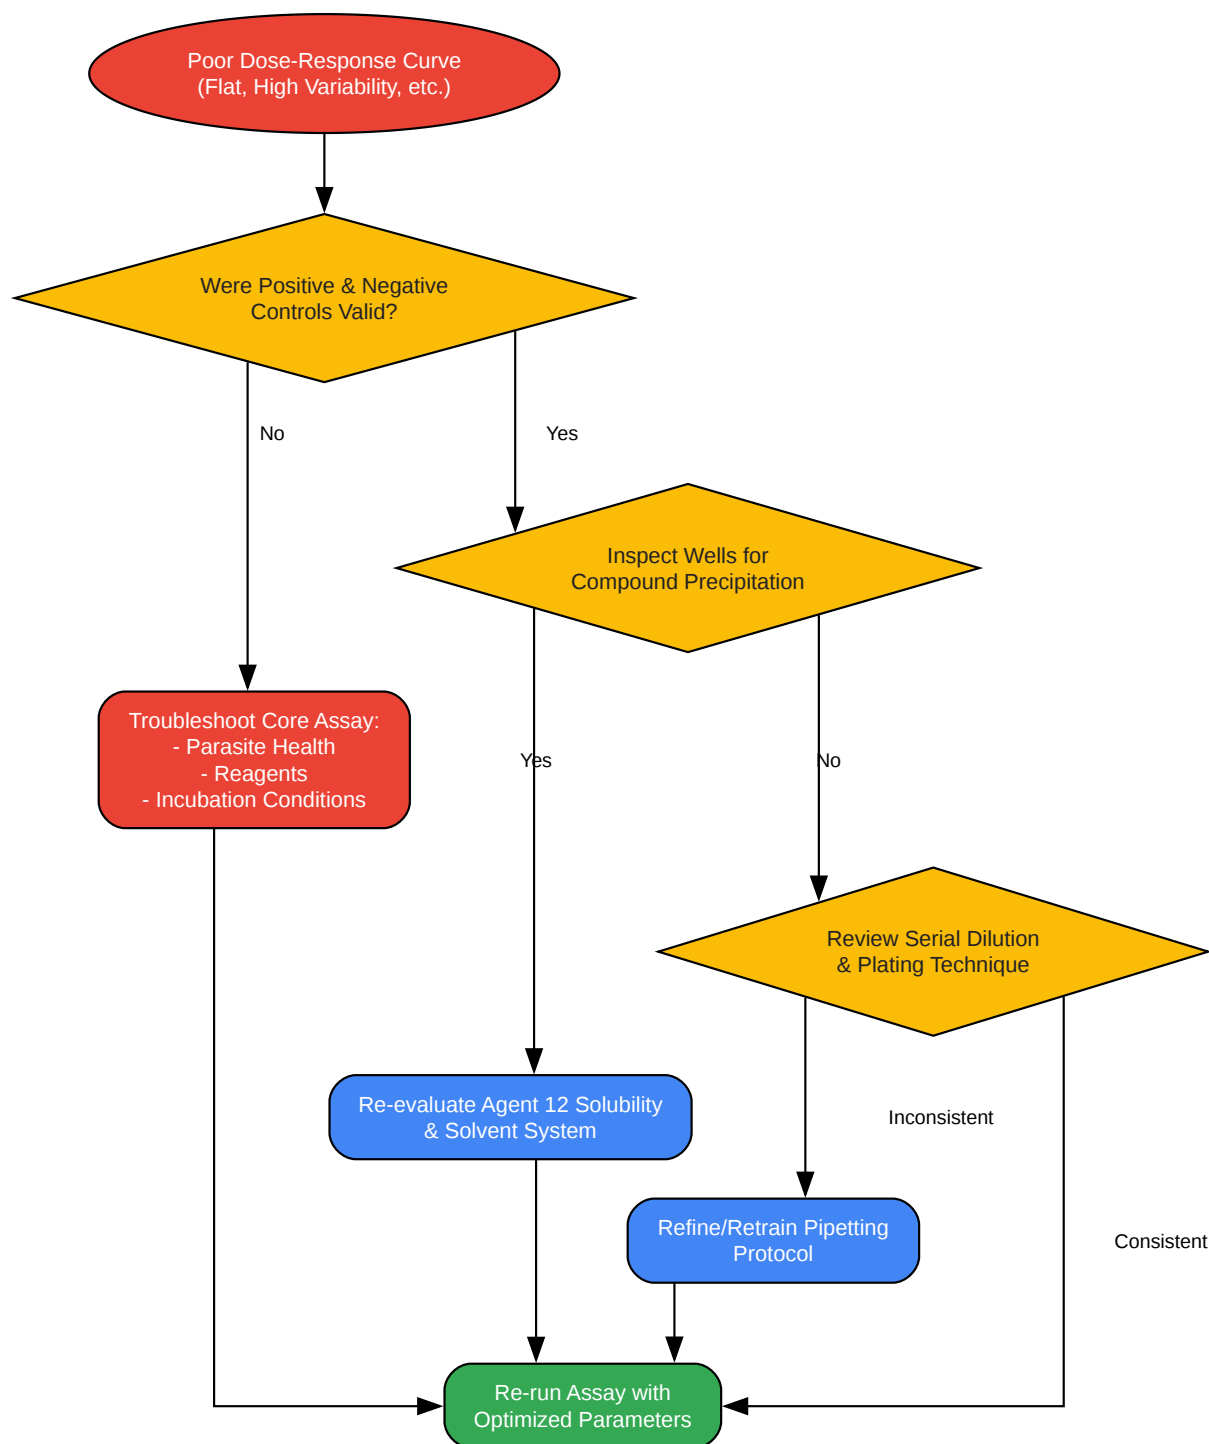 Poor Dose-Response Curve
(Flat, High Variability, etc.)
Were Positive & Negative
Controls Valid?
No
Yes
Inspect Wells for
Compound Precipitation
Troubleshoot Core Assay:
- Parasite Health
- Reagents
- Incubation Conditions
Yes
No
Review Serial Dilution
& Plating Technique
Re-evaluate Agent 12 Solubility
& Solvent System
Inconsistent
Refine/Retrain Pipetting
Protocol
Consistent
Re-run Assay with
Optimized Parameters